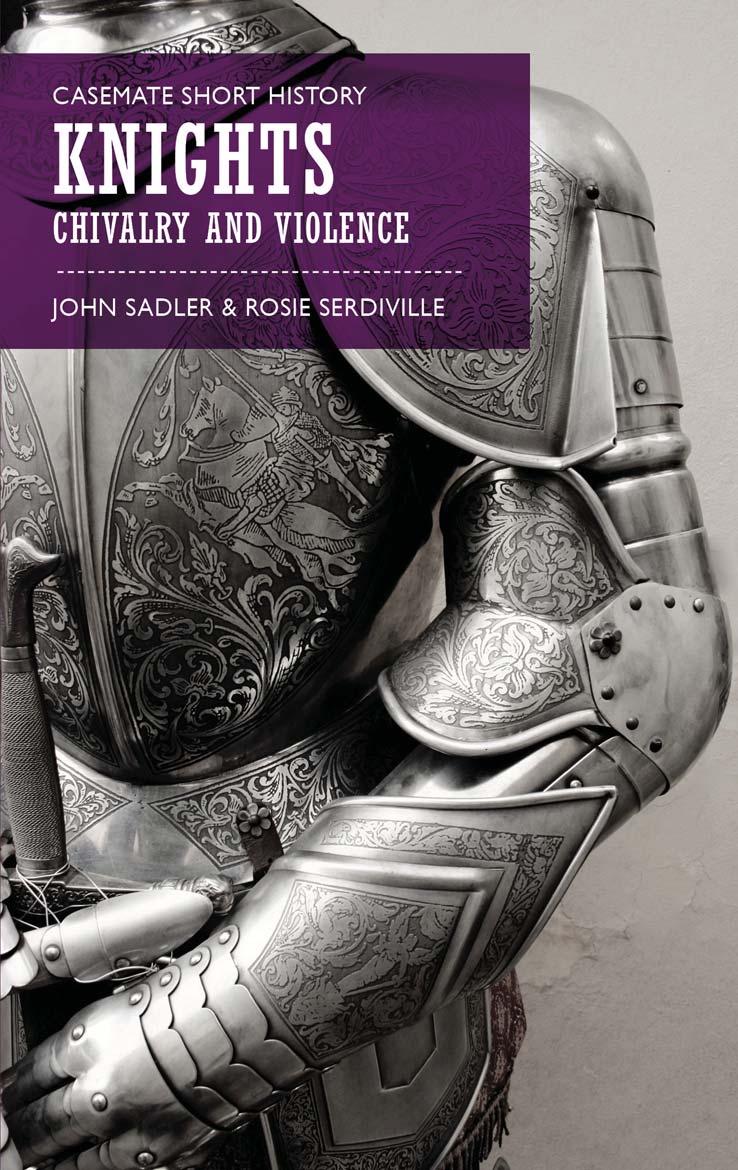 CASEMATE SHORT HISTORY
KNIGHTS
CHIVALRY AND VIOLENCE
JOHN SADLER & ROSIE SERDIVILLE